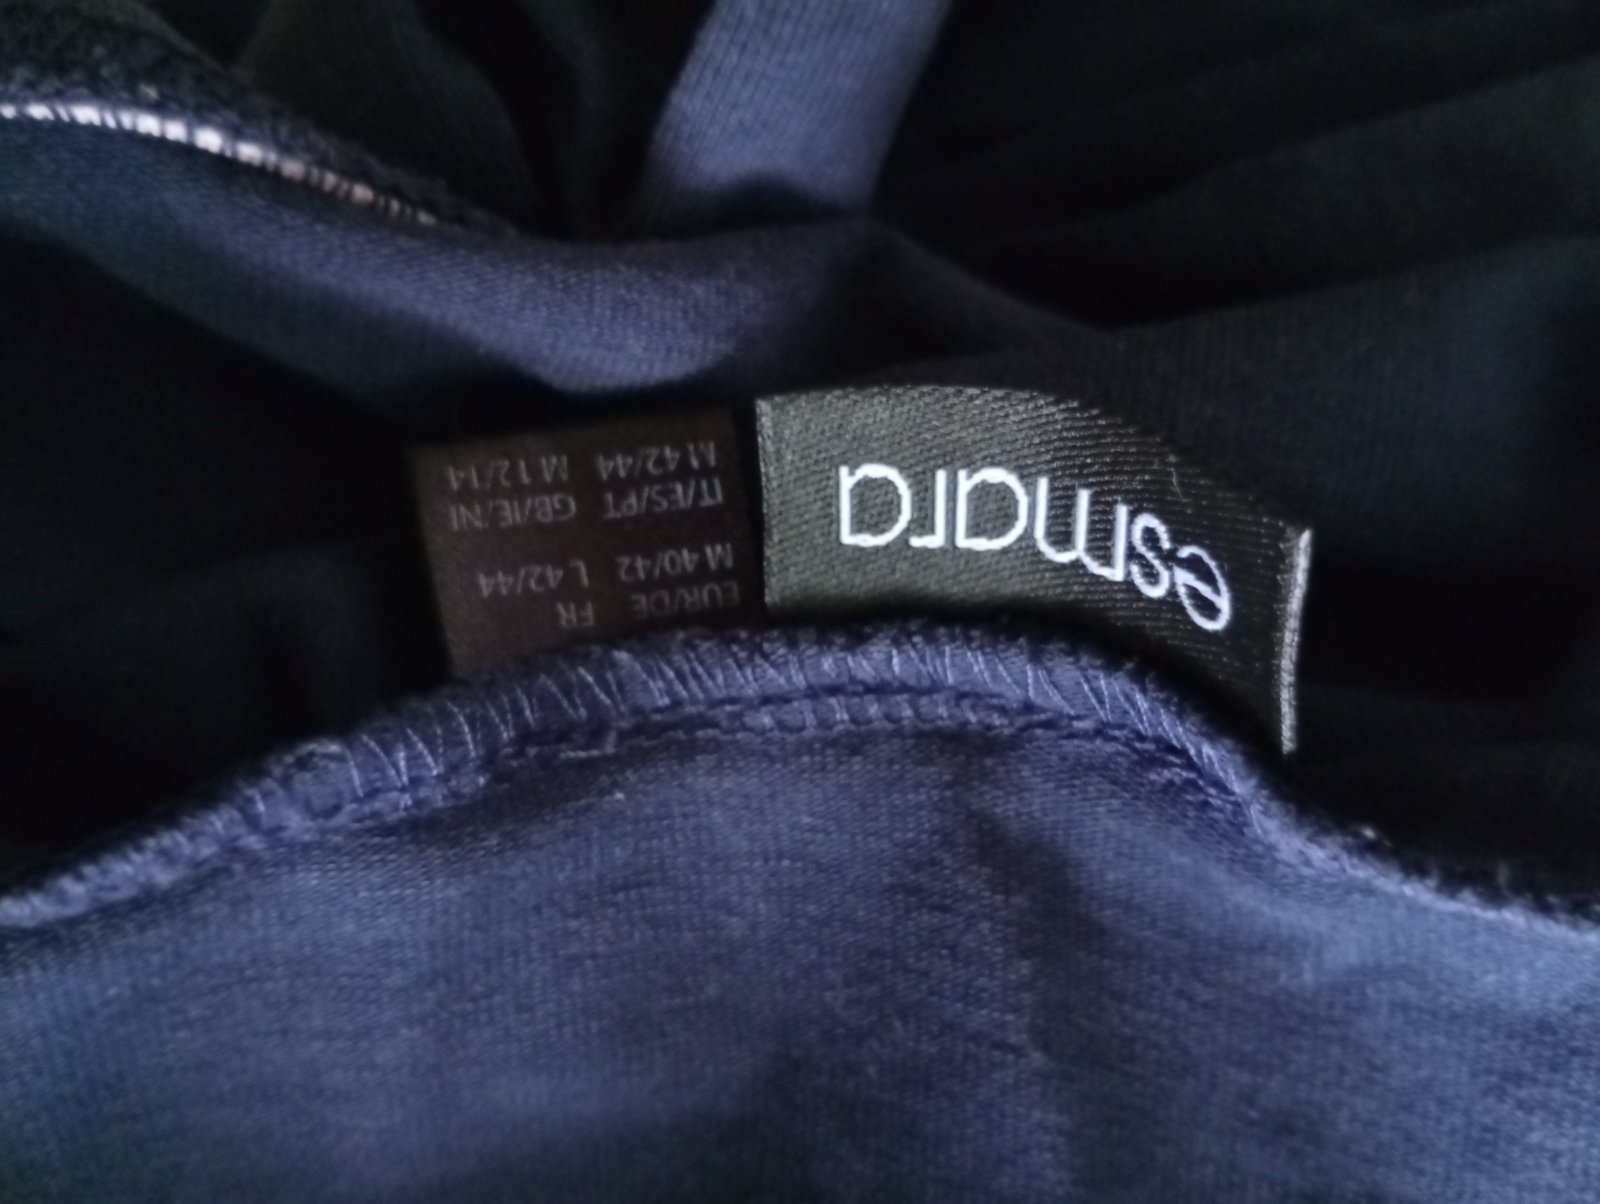 esmara
EUR/DE FR
M 40/42 L 42/44
IT/ES/PT GB/IE/NI
M 42/44 M 12/14